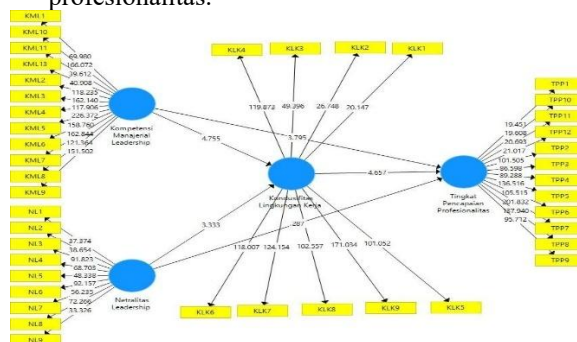 profesionalitas.
KML1
KML10
KML11
KML13
KML2
KML3
KML4
KML5
KML6
KML7
KML8
KML9
69.980
166.072
39.612
40.908
118.235
162.140
117.906
226.372
158.760
162.844
121.364
151.502
Kompetensi
Manajerial
Leadership
KLK4
KLK3
KLK2
KLK1
119.872
49.396
26.748
20.147
4.755
3.795
Kondusifitas
Lingkungan Kerja
4.657
3.333
287
TPP1
TPP10
TPP11
TPP12
TPP2
TPP3
TPP4
TPP5
TPP6
TPP7
TPP8
TPP9
19.451
19.608
20.693
21.017
101.505
86.598
89.288
136.516
105.515
201.832
187.940
95.712
Tingkat
Pencapaian
Profesionalitas
NL1
NL2
NL3
NL4
NL5
NL6
NL7
NL8
NL9
37.374
38.654
91.823
68.703
48.338
92.157
56.235
72.266
33.326
Netralitas
Leadership
118.007
124.154
102.557
171.034
101.052
KLK6
KLK7
KLK8
KLK9
KLK5